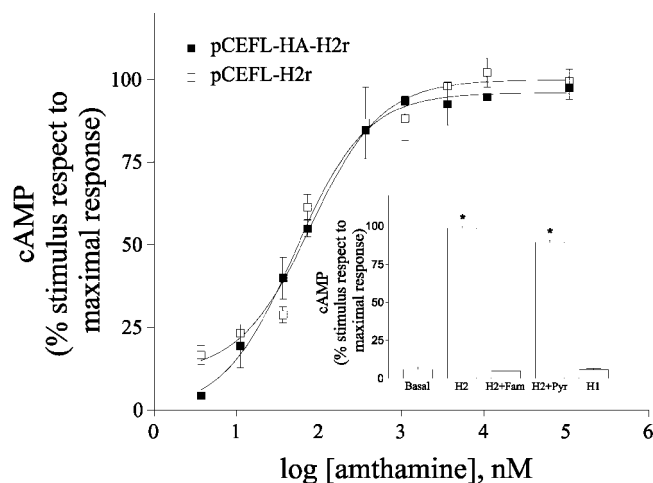 pCEFL-HA-H2r
pCEFL-H2r
cAMP
(% stimulus respect to
maximal response)
100
75
50
25
0
0 1 2 3 4 5 6
log [amthamine], nM
cAMP
(% stimulus respect to
maximal response)
100
75
50
25
0
* *
Basal H2 H2+Fam H2+Pyr H1